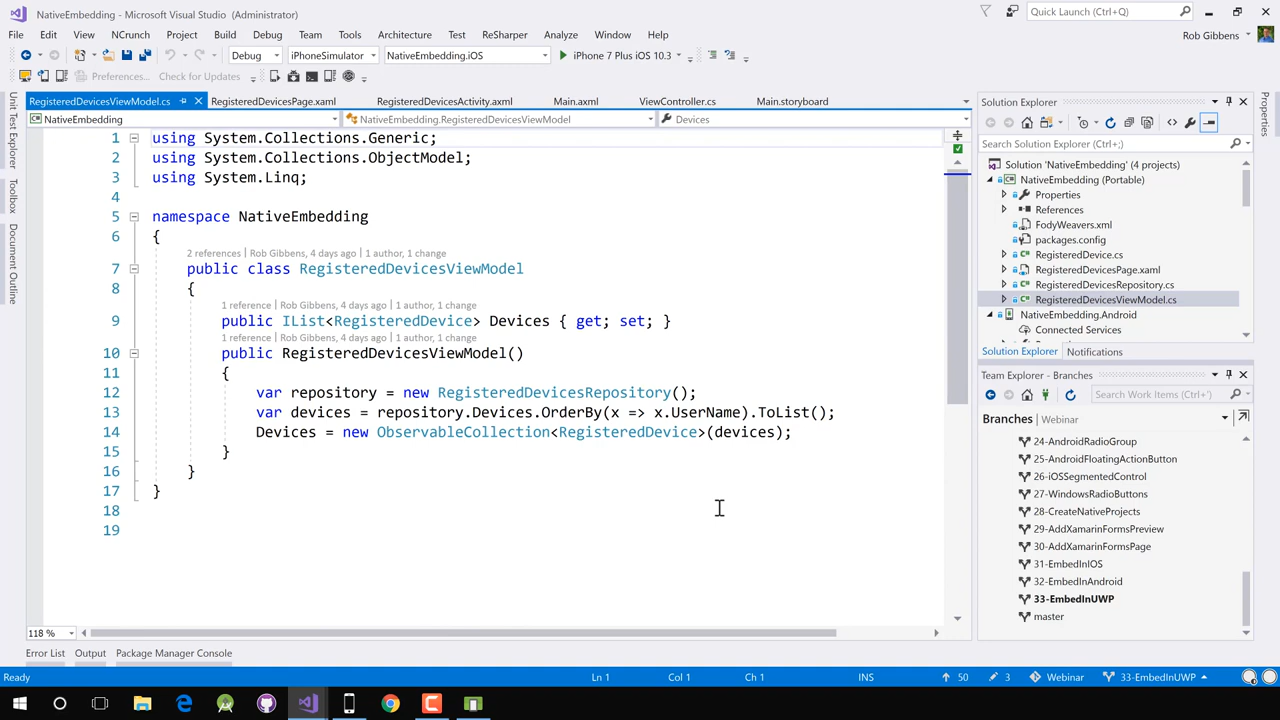 NativeEmbedding - Microsoft Visual Studio (Administrator)
Quick Launch (Ctrl+Q)
File Edit View NCrunch Project Build Debug Team Tools Architecture Test ReSharper Analyze Window Help
Rob Gibbens
Debug iPhoneSimulator NativeEmbedding.iOS iPhone 7 Plus iOS 10.3
Preferences... Check for Updates
Unit Test Explorer
Toolbox
Document Outline
RegisteredDevicesViewModel.cs RegisteredDevicesPage.xaml RegisteredDevicesActivity.axml Main.axml ViewController.cs Main.storyboard
NativeEmbedding NativeEmbedding.RegisteredDevicesViewModel Devices
1 using System.Collections.Generic;
2 using System.Collections.ObjectModel;
3 using System.Linq;
4
5 namespace NativeEmbedding
6 {
2 references | Rob Gibbens, 4 days ago | 1 author, 1 change
7 public class RegisteredDevicesViewModel
8 {
1 reference | Rob Gibbens, 4 days ago | 1 author, 1 change
9 public IList<RegisteredDevice> Devices { get; set; }
1 reference | Rob Gibbens, 4 days ago | 1 author, 1 change
10 public RegisteredDevicesViewModel()
11 {
12 var repository = new RegisteredDevicesRepository();
13 var devices = repository.Devices.OrderBy(x => x.UserName).ToList();
14 Devices = new ObservableCollection<RegisteredDevice>(devices);
15 }
16 }
17 }
18
19
118 %
Solution Explorer
Search Solution Explorer (Ctrl+;)
Solution 'NativeEmbedding' (4 projects)
NativeEmbedding (Portable)
Properties
References
FodyWeavers.xml
packages.config
RegisteredDevice.cs
RegisteredDevicesPage.xaml
RegisteredDevicesRepository.cs
RegisteredDevicesViewModel.cs
NativeEmbedding.Android
Connected Services
Solution Explorer Notifications
Team Explorer - Branches
Search Work Items (Ctrl+')
Branches | Webinar
24-AndroidRadioGroup
25-AndroidFloatingActionButton
26-iOSSegmentedControl
27-WindowsRadioButtons
28-CreateNativeProjects
29-AddXamarinFormsPreview
30-AddXamarinFormsPage
31-EmbedInIOS
32-EmbedInAndroid
33-EmbedInUWP
master
Properties
Error List Output Package Manager Console
Ready Ln 1 Col 1 Ch 1 INS 50 3 Webinar 33-EmbedInUWP